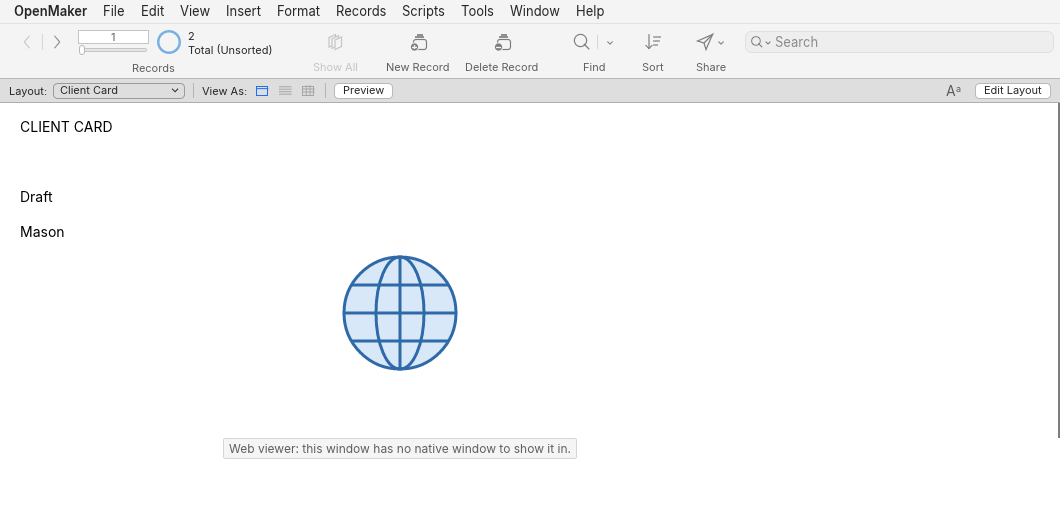 OpenMaker File Edit View Insert Format Records Scripts Tools Window Help
1
2
Total (Unsorted)
Search
Records Show All New Record Delete Record Find Sort Share
Layout: Client Card View As: Preview Aa Edit Layout
CLIENT CARD
Draft
Mason
Web viewer: this window has no native window to show it in.